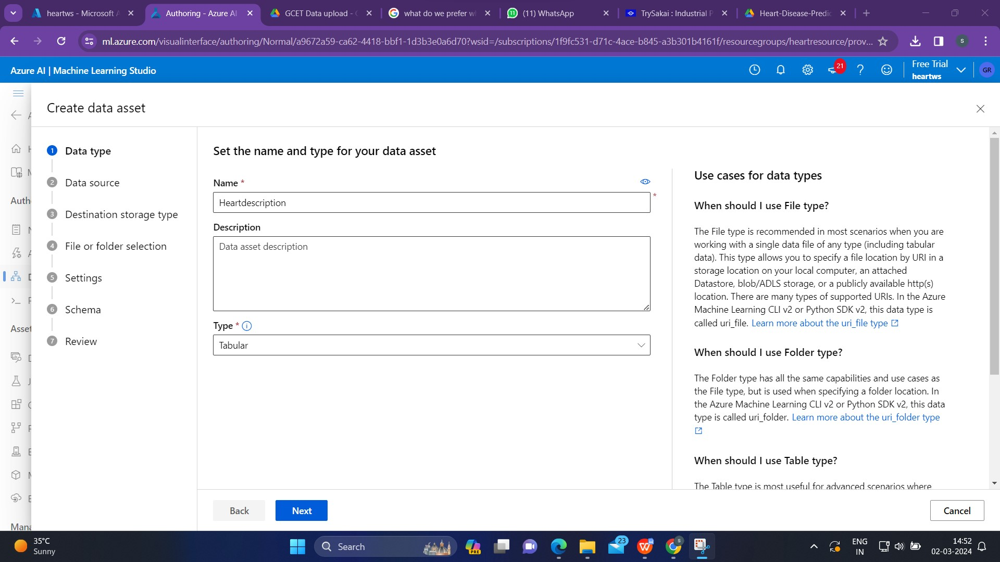 heartws - Microsoft A
Authoring - Azure AI
GCET Data upload -
what do we prefer w
(11) WhatsApp
TrySakai : Industrial P
Heart-Disease-Predic
ml.azure.com/visualinterface/authoring/Normal/a9672a59-ca62-4418-bbf1-1d3b3e0a6d70?wsid=/subscriptions/1f9fc531-d71c-4ace-b845-a3b301b4161f/resourcegroups/heartresource/prov...
S
Azure AI | Machine Learning Studio
21
Free Trial
heartws
GR
Create data asset
Auth
Asset
Mana
1 Data type
2 Data source
3 Destination storage type
4 File or folder selection
5 Settings
6 Schema
7 Review
Set the name and type for your data asset
Name *
Heartdescription
*
Description
Data asset description
Type *
Tabular
Use cases for data types
When should I use File type?
The File type is recommended in most scenarios when you are
working with a single data file of any type (including tabular
data). This type allows you to specify a file location by URI in a
storage location on your local computer, an attached
Datastore, blob/ADLS storage, or a publicly available http(s)
location. There are many types of supported URIs. In the Azure
Machine Learning CLI v2 or Python SDK v2, this data type is
called uri_file. Learn more about the uri_file type
When should I use Folder type?
The Folder type has all the same capabilities and use cases as
the File type, but is used when specifying a folder location. In
the Azure Machine Learning CLI v2 or Python SDK v2, this data
type is called uri_folder. Learn more about the uri_folder type
When should I use Table type?
The Table type is most useful for advanced scenarios where
Back
Next
Cancel
35°C
Sunny
Search
PRE
23
ENG
IN
14:52
02-03-2024